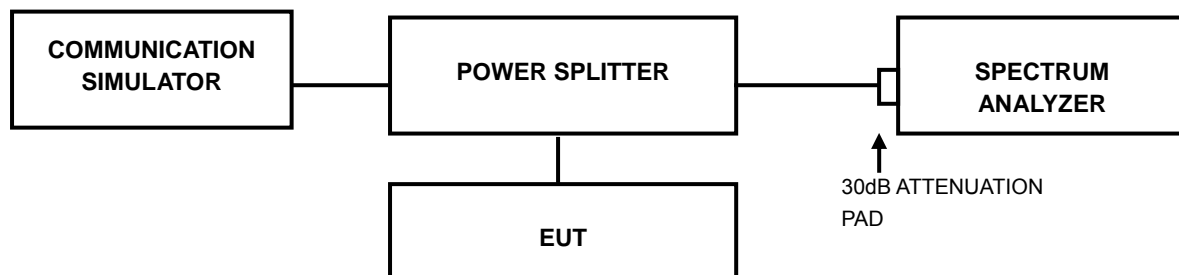 COMMUNICATION
SIMULATOR
POWER SPLITTER
SPECTRUM
ANALYZER
30dB ATTENUATION
PAD
EUT